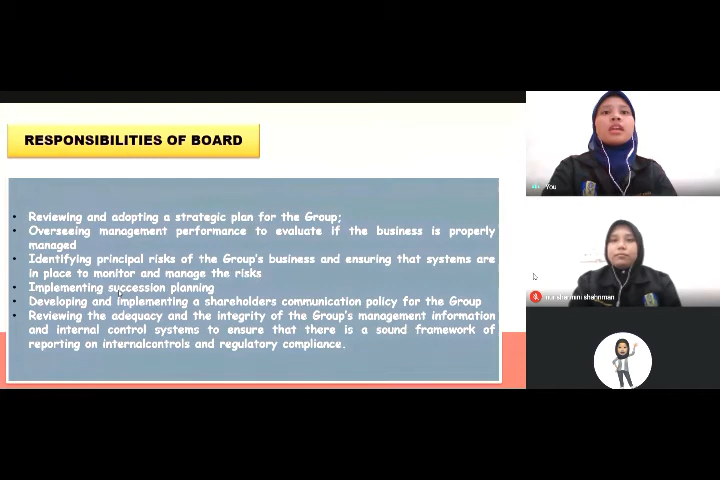 RESPONSIBILITIES OF BOARD
• Reviewing and adopting a strategic plan for the Group;
• Overseeing management performance to evaluate if the business is properly
managed
• Identifying principal risks of the Group's business and ensuring that systems are
in place to monitor and manage the risks
• Implementing succession planning
• Developing and implementing a shareholders communication policy for the Group
• Reviewing the adequacy and the integrity of the Group's management information
and internal control systems to ensure that there is a sound framework of
reporting on internalcontrols and regulatory compliance.
You
nur sharmini